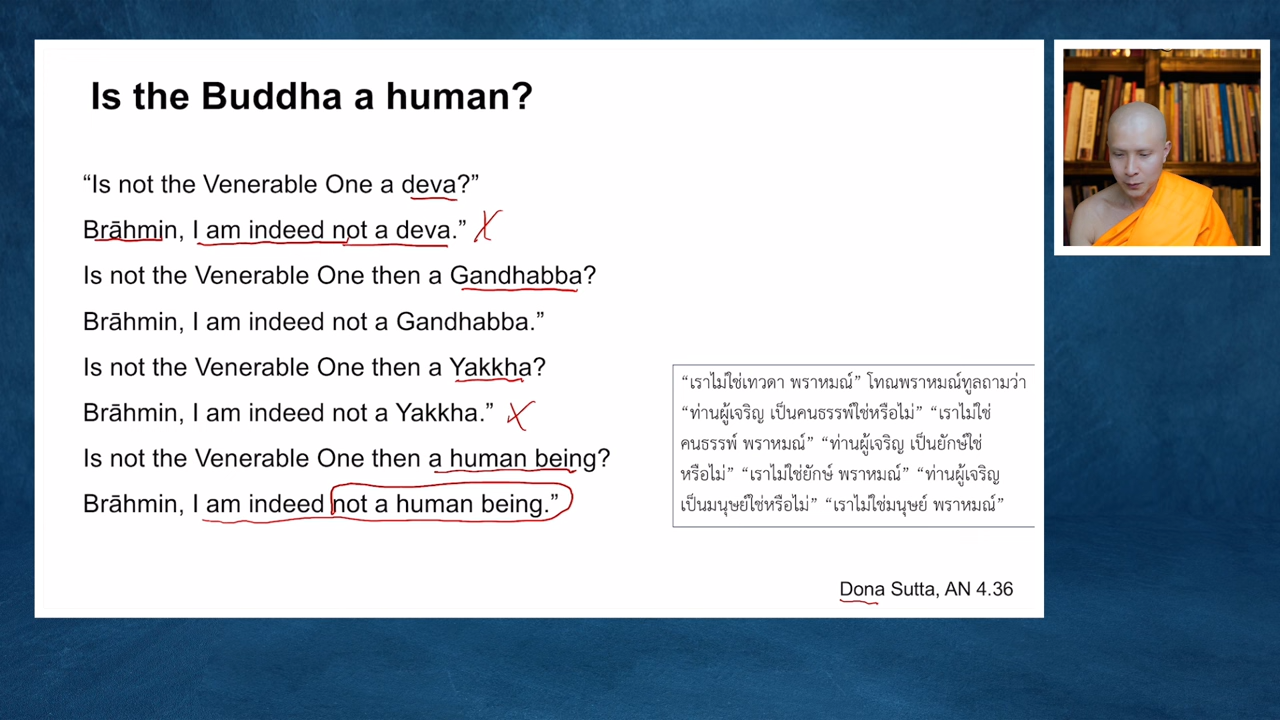 Is the Buddha a human?
“Is not the Venerable One a deva?”
Brāhmin, I am indeed not a deva.”
Is not the Venerable One then a Gandhabba?
Brāhmin, I am indeed not a Gandhabba.”
Is not the Venerable One then a Yakkha?
Brāhmin, I am indeed not a Yakkha.”
Is not the Venerable One then a human being?
Brāhmin, I am indeed not a human being.”
“เราไม่ใช่เทวดา พราหมณ์” โทณพราหมณ์ทูลถามว่า
“ท่านผู้เจริญ เป็นคนธรรพ์ใช่หรือไม่” “เราไม่ใช่
คนธรรพ์ พราหมณ์” “ท่านผู้เจริญ เป็นยักษ์ใช่
หรือไม่” “เราไม่ใช่ยักษ์ พราหมณ์” “ท่านผู้เจริญ
เป็นมนุษย์ใช่หรือไม่” “เราไม่ใช่มนุษย์ พราหมณ์”
Dona Sutta, AN 4.36